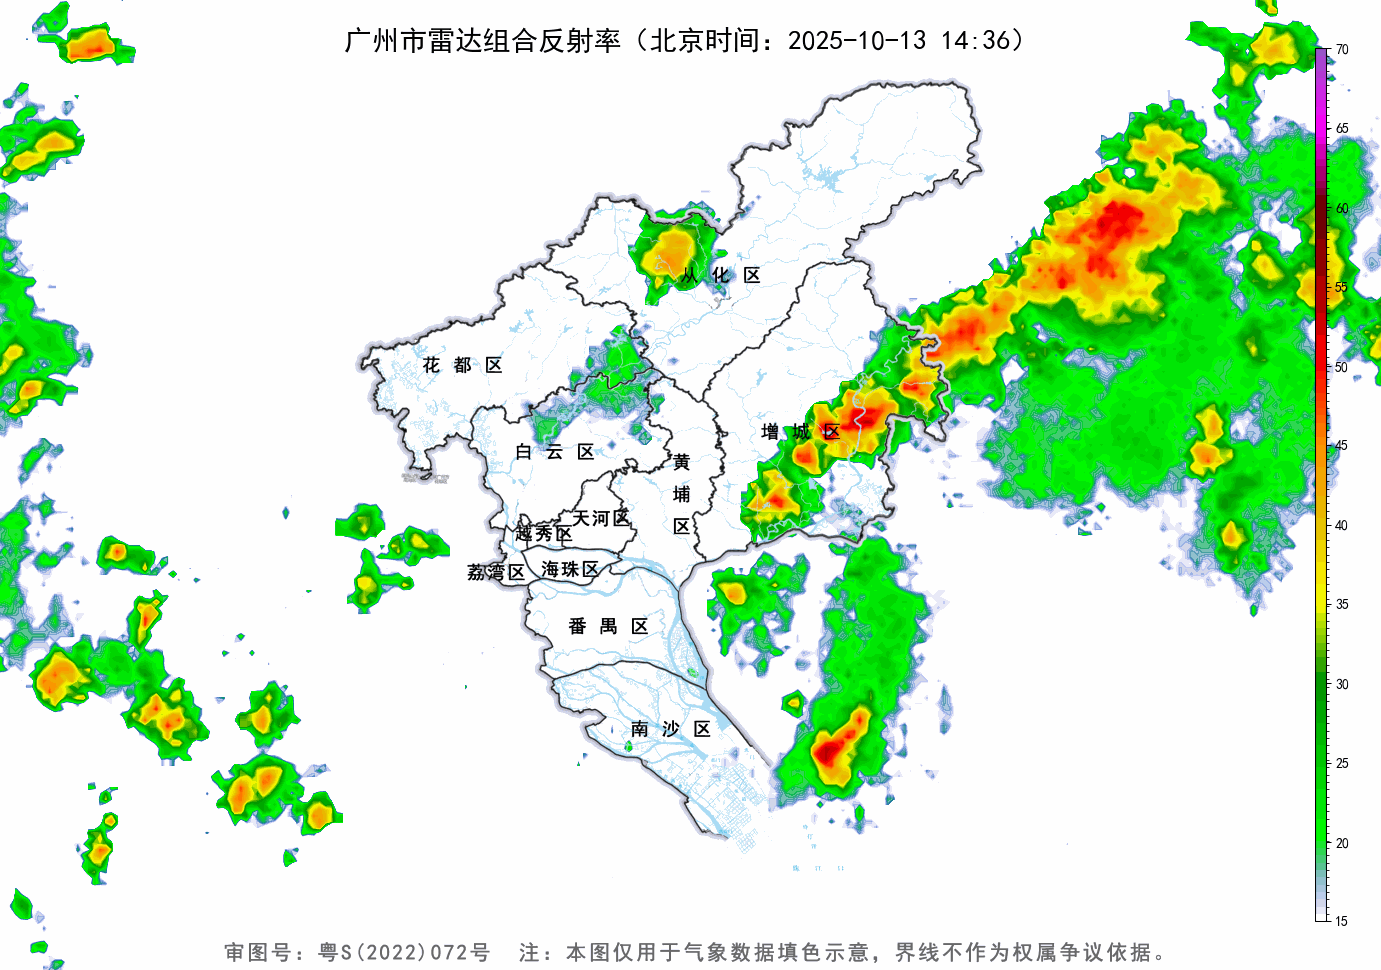 广州市雷达组合反射率（北京时间：2025-10-13 14:36）
70
65
60
55
50
45
40
35
30
25
20
15
从化区
花都区
增城区
白云区
黄埔区
天河区
越秀区
荔湾区
海珠区
番禺区
南沙区
审图号：粤S(2022)072号 注：本图仅用于气象数据填色示意，界线不作为权属争议依据。